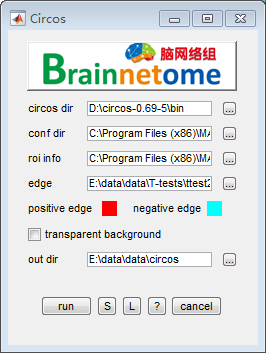 Circos
脑网络组
Brainnetome
circos dir D:\circos-0.69-5\bin ...
conf dir C:\Program Files (x86)\MA ...
roi info C:\Program Files (x86)\MA ...
edge E:\data\data\T-tests\ttest2 ...
positive edge negative edge
transparent background
out dir E:\data\data\circos ...
run S L ? cancel